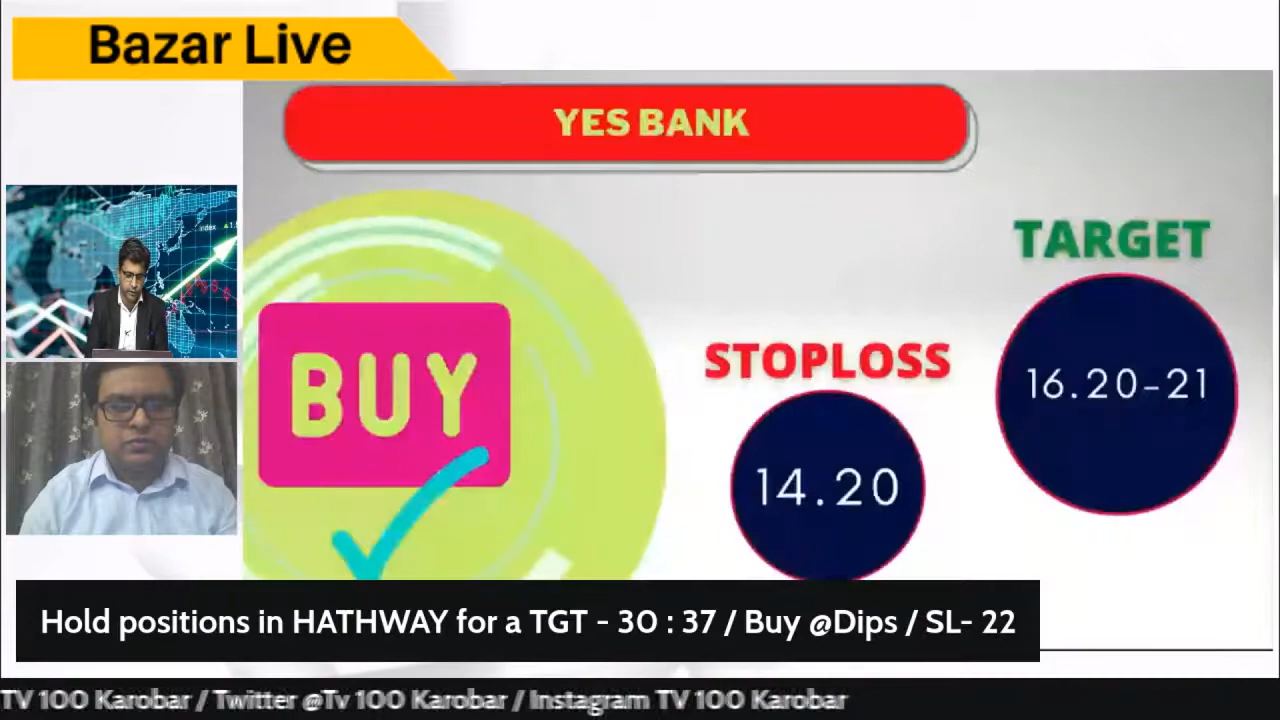 Bazar Live
YES BANK
TARGET
16.20-21
STOPLOSS
14.20
BUY
Hold positions in HATHWAY for a TGT - 30 : 37 / Buy @Dips / SL- 22
TV 100 Karobar / Twitter @Tv 100 Karobar / Instagram TV 100 Karobar